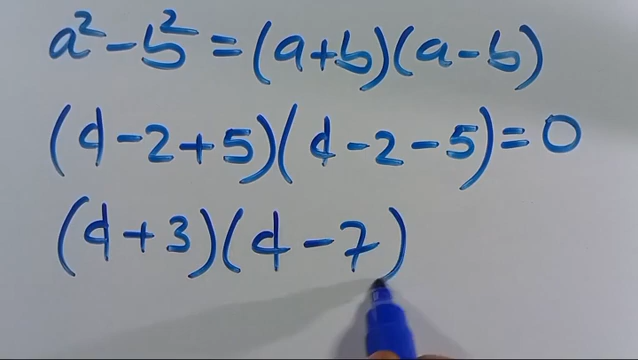 a² - b² = (a+b)(a-b)
(d-2+5)(d-2-5)=0
(d+3)(d-7)